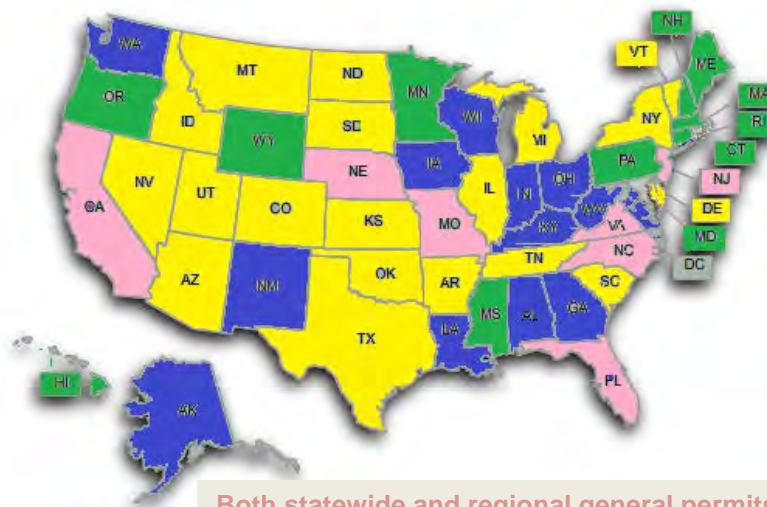 NH
WA
VT
ME
MT
ND
MN
OR
NY
MA
ID
SE
WI
MI
RI
WY
CT
PA
IA
NE
NJ
NV
IL
IN
OH
UT
DE
CA
CO
WV
VA
KS
MO
KY
MD
NC
DC
TN
AZ
OK
NM
AR
SC
MS
AL
GA
TX
LA
HI
PL
AK
Both statewide and regional general permits